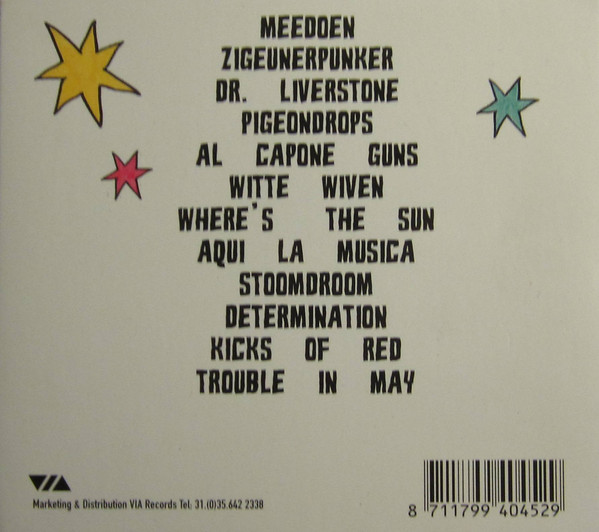 MEEDOEN
ZIGEUNERPUNKER
DR. LIVERSTONE
PIGEONDROPS
AL CAPONE GUNS
WITTE WIVEN
WHERE'S THE SUN
AQUI LA MUSICA
STOOMDROOM
DETERMINATION
KICKS OF RED
TROUBLE IN MAY
VIA
Marketing & Distribution VIA Records Tel: 31.(0)35.642 2338
8 711799 404529